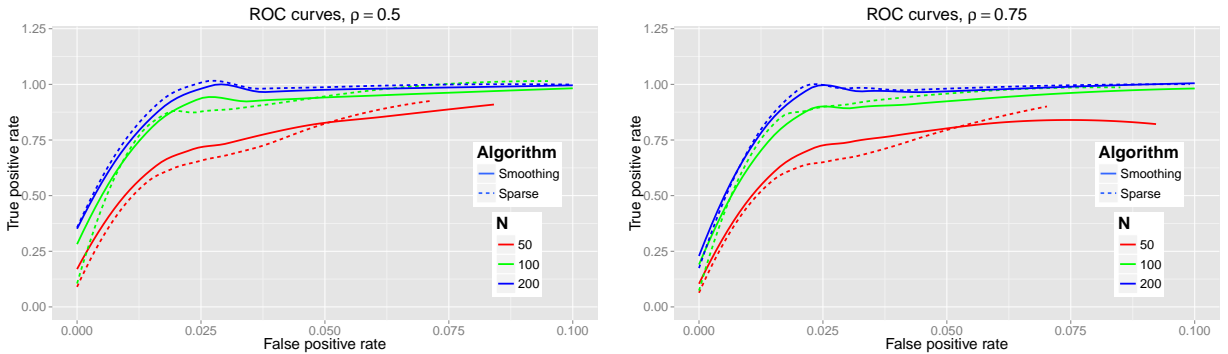 ROC curves, ρ = 0.5
1.25
1.00
0.75
0.50
0.25
0.00
True positive rate
0.000
0.025
0.050
0.075
0.100
False positive rate
Algorithm
Smoothing
Sparse
N
50
100
200
ROC curves, ρ = 0.75
1.25
1.00
0.75
0.50
0.25
0.00
True positive rate
0.000
0.025
0.050
0.075
0.100
False positive rate
Algorithm
Smoothing
Sparse
N
50
100
200